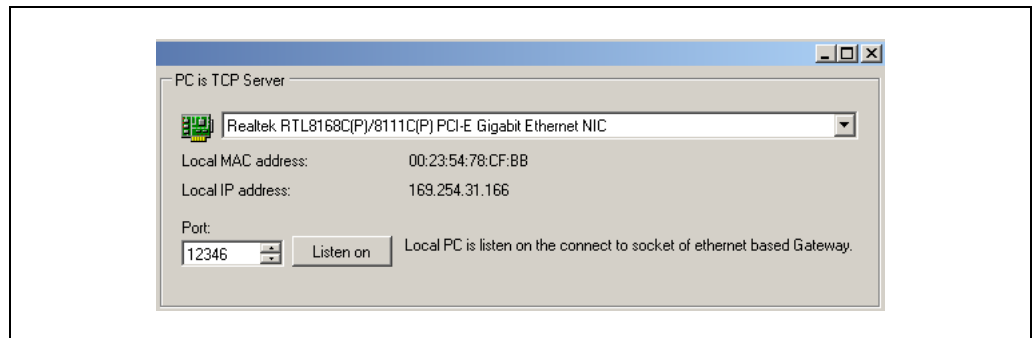 PC is TCP Server
Realtek RTL8168C(P)/8111C(P) PCI-E Gigabit Ethernet NIC
Local MAC address: 00:23:54:78:CF:BB
Local IP address: 169.254.31.166
Port:
12346 Listen on Local PC is listen on the connect to socket of ethernet based Gateway.